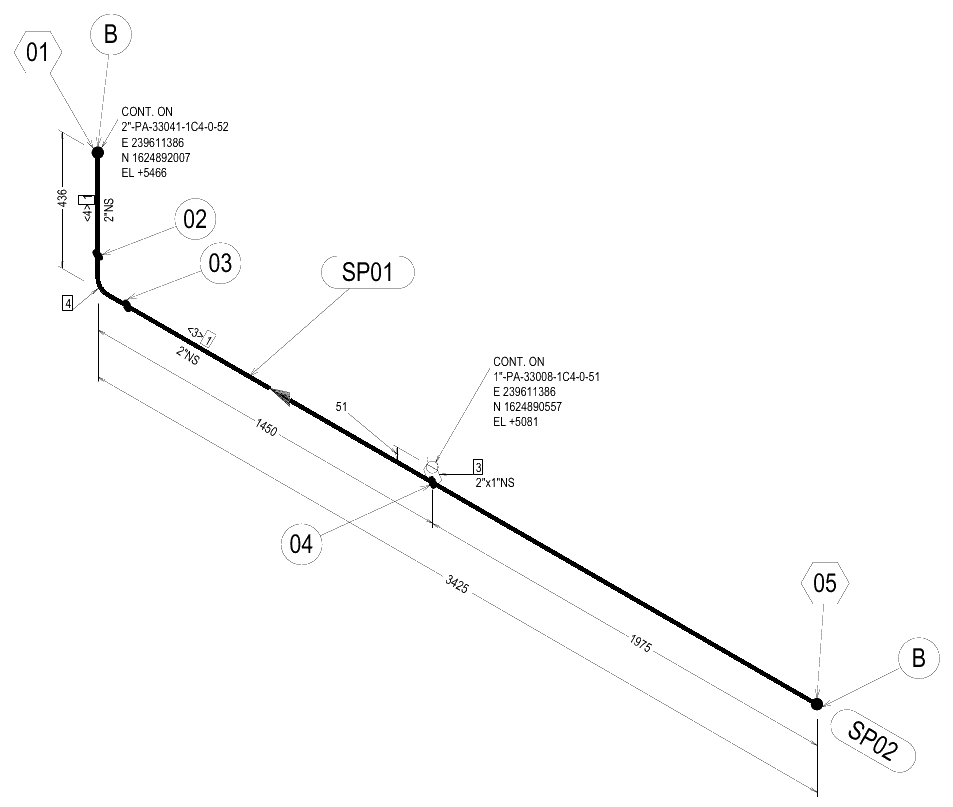 B
01
CONT. ON
2"-PA-33041-1C4-0-52
E 239611386
N 1624892007
EL +5466
436
<4> 1
2"NS
02
03
SP01
4
<3> 1
2"NS
CONT. ON
1"-PA-33008-1C4-0-51
E 239611386
N 1624890557
EL +5081
51
1450
3
2"x1"NS
04
3425
05
1975
B
SP02